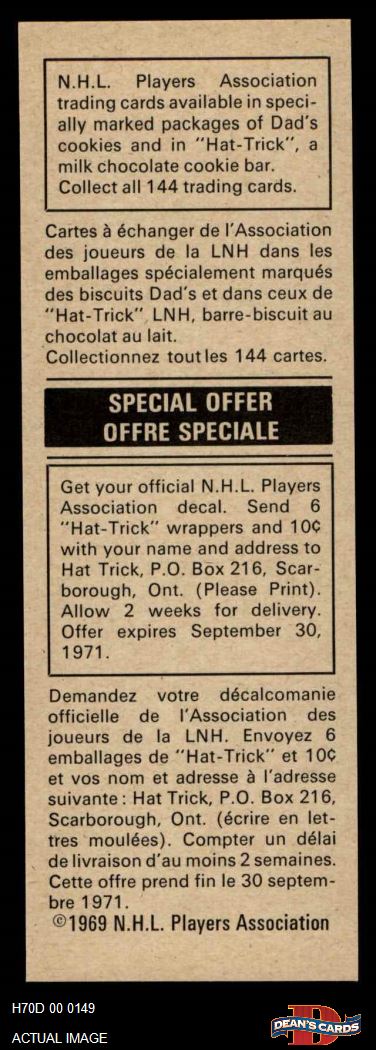 N.H.L. Players Association
trading cards available in speci-
ally marked packages of Dad's
cookies and in "Hat-Trick", a
milk chocolate cookie bar.
Collect all 144 trading cards.
Cartes à échanger de l'Association
des joueurs de la LNH dans les
emballages spécialement marqués
des biscuits Dad's et dans ceux de
"Hat-Trick" LNH, barre-biscuit au
chocolat au lait.
Collectionnez tout les 144 cartes.
SPECIAL OFFER
OFFRE SPECIALE
Get your official N.H.L. Players
Association decal. Send 6
"Hat-Trick" wrappers and 10¢
with your name and address to
Hat Trick, P.O. Box 216, Scar-
borough, Ont. (Please Print).
Allow 2 weeks for delivery.
Offer expires September 30,
1971.
Demandez votre décalcomanie
officielle de l'Association des
joueurs de la LNH. Envoyez 6
emballages de "Hat-Trick" et 10¢
et vos nom et adresse à l'adresse
suivante: Hat Trick, P.O. Box 216,
Scarborough, Ont. (écrire en let-
tres moulées). Compter un délai
de livraison d'au moins 2 semaines.
Cette offre prend fin le 30 septem-
bre 1971.
©1969 N.H.L. Players Association
H70D 00 0149
ACTUAL IMAGE
D
DEAN'S CARDS